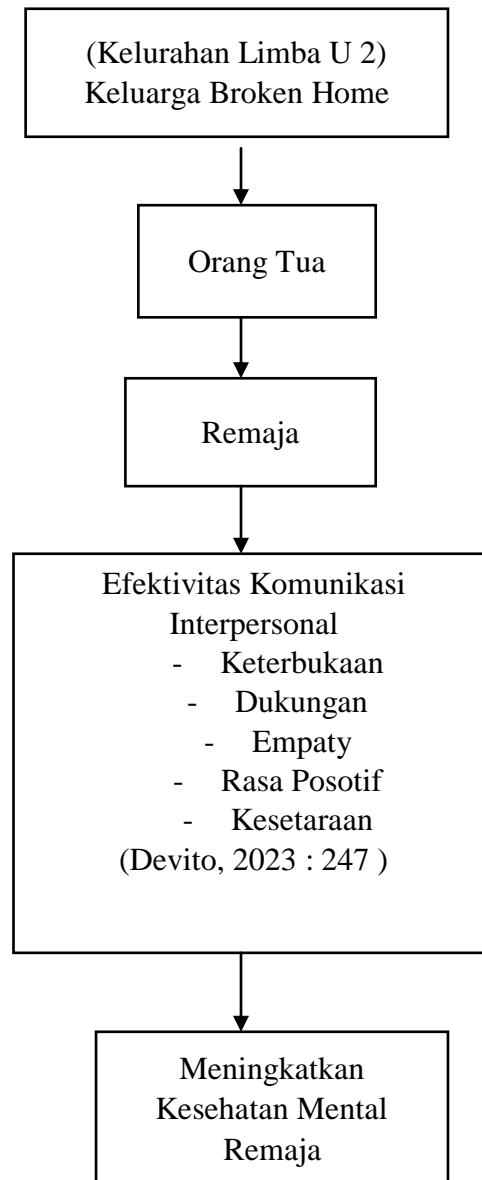 (Kelurahan Limba U 2)
Keluarga Broken Home
Orang Tua
Remaja
Efektivitas Komunikasi
Interpersonal
- Keterbukaan
- Dukungan
- Empaty
- Rasa Posotif
- Kesetaraan
(Devito, 2023 : 247 )
Meningkatkan
Kesehatan Mental
Remaja